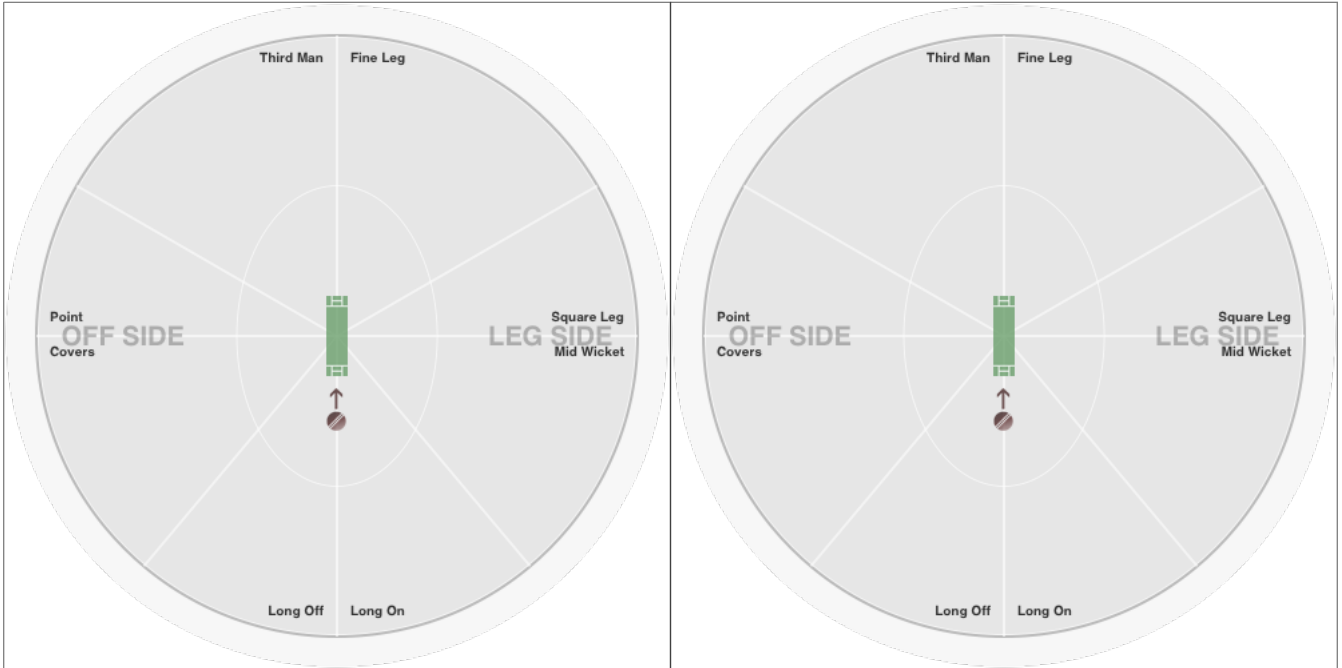 Third Man Fine Leg
Point
OFF SIDE
Covers
Square Leg
LEG SIDE
Mid Wicket
Long Off Long On
Third Man Fine Leg
Point
OFF SIDE
Covers
Square Leg
LEG SIDE
Mid Wicket
Long Off Long On